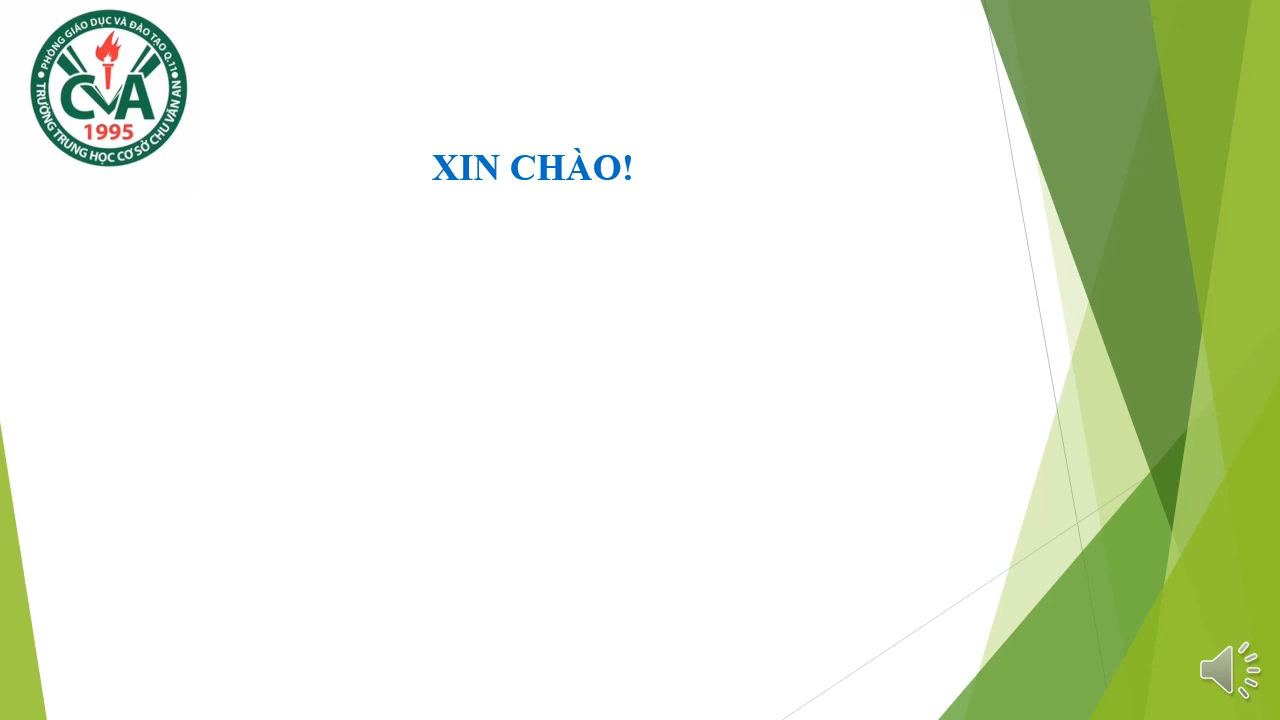 PHÒNG GIÁO DỤC VÀ ĐÀO TẠO Q.11
CVA
1995
TRƯỜNG TRUNG HỌC CƠ SỞ CHU VĂN AN
XIN CHÀO!